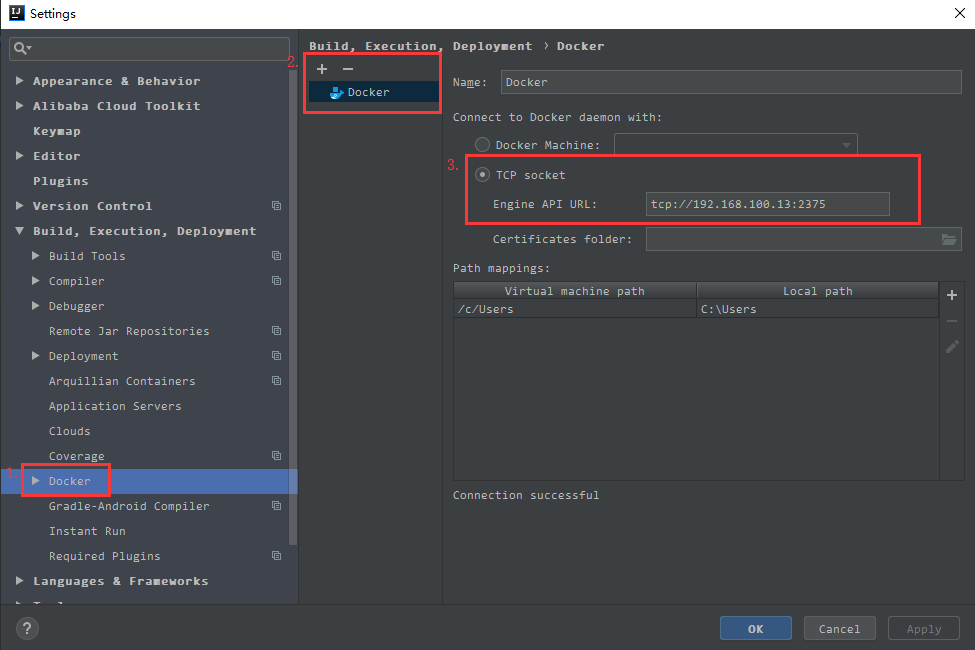 IJ Settings
Build, Execution, Deployment › Docker
2.
+ −
Docker
Name: Docker
Connect to Docker daemon with:
Docker Machine:
3.
TCP socket
Engine API URL: tcp://192.168.100.13:2375
Certificates folder:
Path mappings:
Virtual machine path Local path
/c/Users C:\Users
Connection successful
Appearance & Behavior
Alibaba Cloud Toolkit
Keymap
Editor
Plugins
Version Control
Build, Execution, Deployment
Build Tools
Compiler
Debugger
Remote Jar Repositories
Deployment
Arquillian Containers
Application Servers
Clouds
Coverage
1.
Docker
Gradle-Android Compiler
Instant Run
Required Plugins
Languages & Frameworks
?
OK Cancel Apply